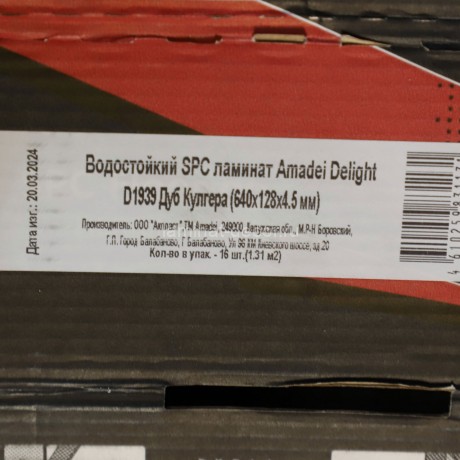 Водостойкий SPC ламинат Amadei Delight
D1939 Дуб Кулгера (640x128x4.5 мм)
Производитель: ООО "Акпласт", ТМ Amadei, 249000, Калужская обл., М.Р-Н Боровский,
Г.П. Город Балабаново, Г Балабаново, Ул 96 КМ Киевского шоссе, зд 20
Кол-во в упак. - 16 шт.(1.31 м2)
Дата изг.: 20.03.2024